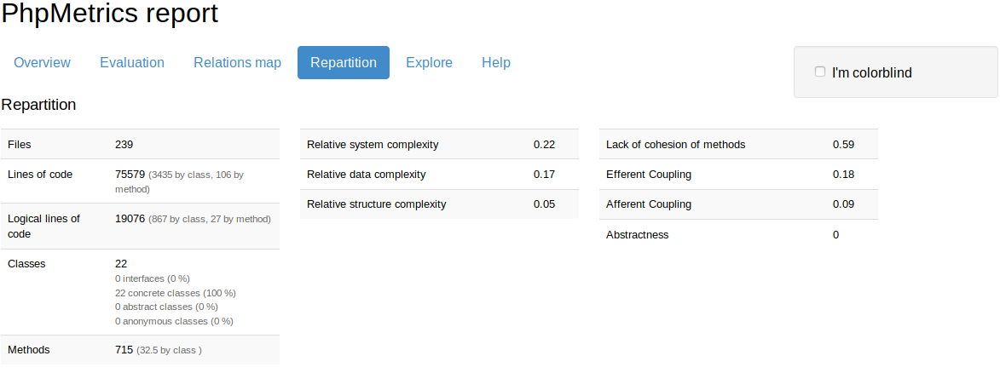 PhpMetrics report
Overview Evaluation Relations map Repartition Explore Help
I'm colorblind
Repartition
Files 239
Lines of code 75579 (3435 by class, 106 by
method)
Logical lines of 19076 (867 by class, 27 by method)
code
Classes 22
0 interfaces (0 %)
22 concrete classes (100 %)
0 abstract classes (0 %)
0 anonymous classes (0 %)
Methods 715 (32.5 by class )
Relative system complexity 0.22
Relative data complexity 0.17
Relative structure complexity 0.05
Lack of cohesion of methods 0.59
Efferent Coupling 0.18
Afferent Coupling 0.09
Abstractness 0